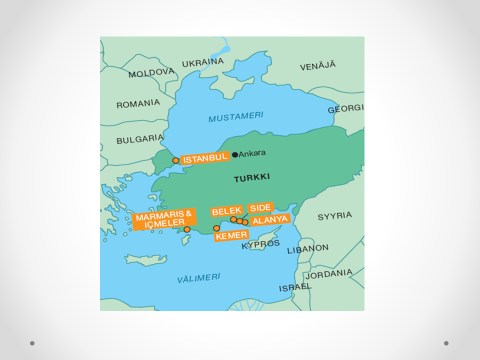 UKRAINA
MOLDOVA
VENÄJÄ
ROMANIA
GEORGI
MUSTAMERI
BULGARIA
ISTANBUL
Ankara
TURKKI
MARMARIS &
IÇMELER
BELEK
SIDE
ALANYA
KEMER
SYYRIA
KYPROS
LIBANON
VÄLIMERI
JORDANIA
ISRAEL